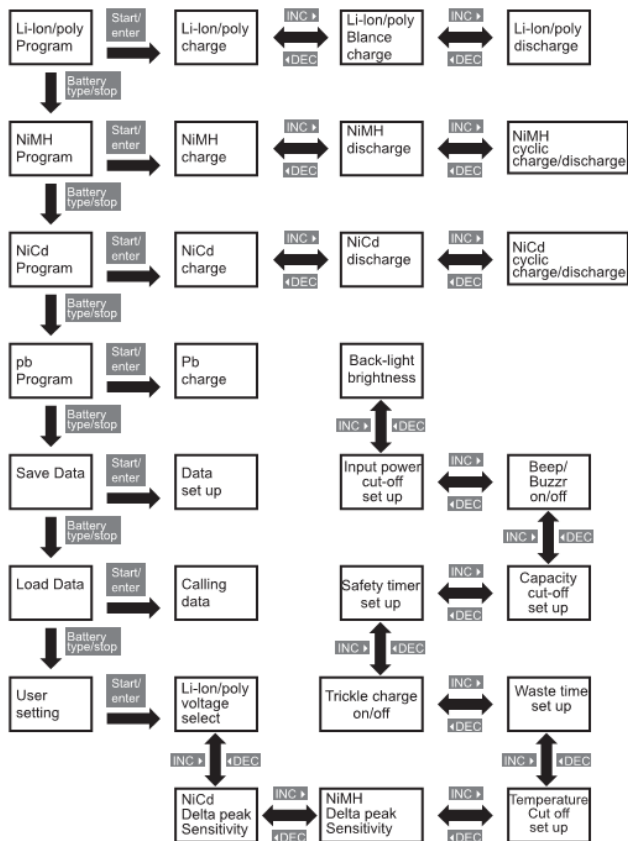 Li-Ion/poly
Program
Start/
enter
Li-Ion/poly
charge
INC ▸
◂DEC
Li-Ion/poly
Blance
charge
INC ▸
◂DEC
Li-Ion/poly
discharge
Battery
type/stop
NiMH
Program
Start/
enter
NiMH
charge
INC ▸
◂DEC
NiMH
discharge
INC ▸
◂DEC
NiMH
cyclic
charge/discharge
Battery
type/stop
NiCd
Program
Start/
enter
NiCd
charge
INC ▸
◂DEC
NiCd
discharge
INC ▸
◂DEC
NiCd
cyclic
charge/discharge
Battery
type/stop
pb
Program
Start/
enter
Pb
charge
Back-light
brightness
Battery
type/stop
INC ▸ ◂DEC
Save Data
Start/
enter
Data
set up
Input power
cut-off
set up
INC ▸
◂DEC
Beep/
Buzzr
on/off
Battery
type/stop
INC ▸ ◂DEC
Load Data
Start/
enter
Calling
data
Safety timer
set up
INC ▸
◂DEC
Capacity
cut-off
set up
Battery
type/stop
INC ▸ ◂DEC
User
setting
Start/
enter
Li-Ion/poly
voltage
select
Trickle charge
on/off
INC ▸
◂DEC
Waste time
set up
INC ▸ ◂DEC
INC ▸ ◂DEC
NiCd
Delta peak
Sensitivity
INC ▸
◂DEC
NiMH
Delta peak
Sensitivity
INC ▸
◂DEC
Temperature
Cut off
set up